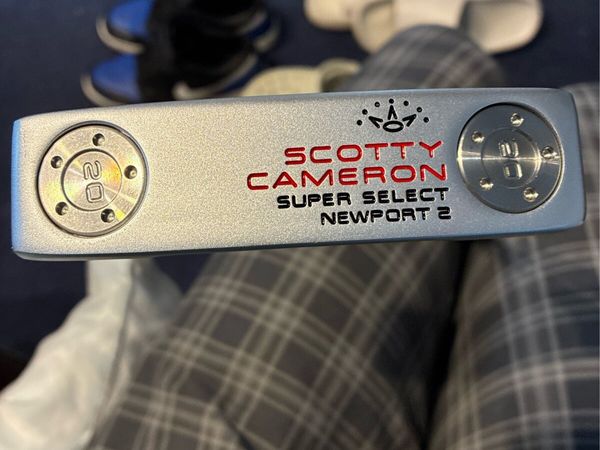 20
SCOTTY
CAMERON
SUPER SELECT
NEWPORT 2
20